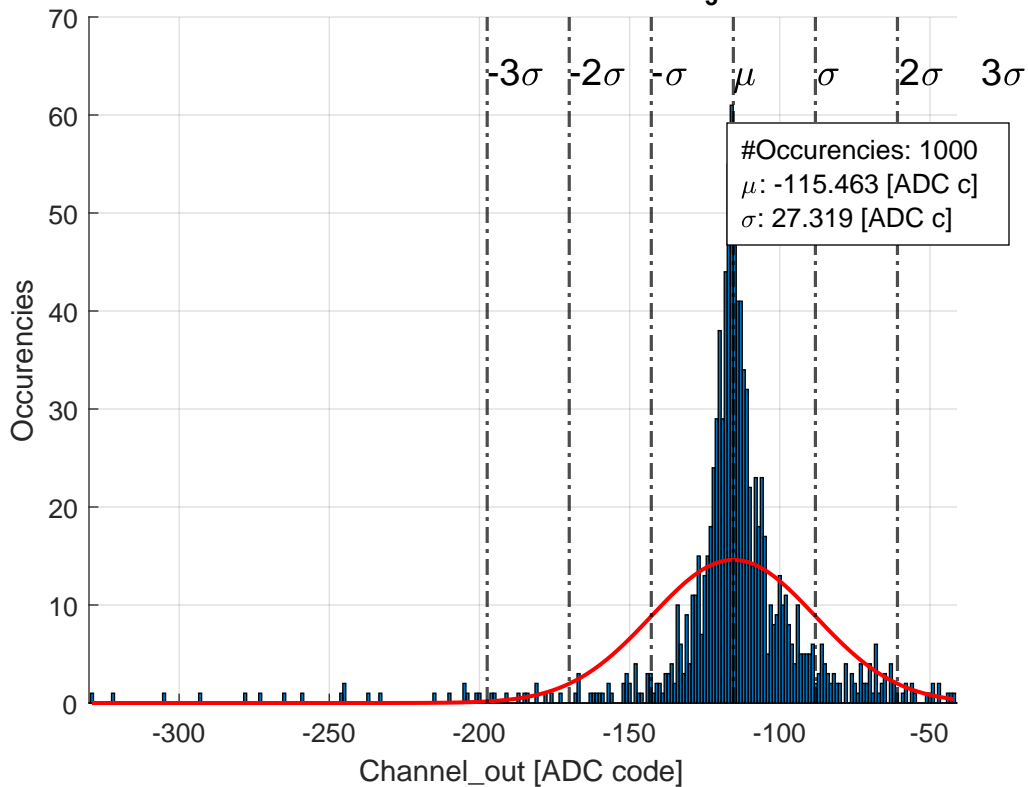 70
-3σ
-2σ
-σ
μ
σ
2σ
3σ
60
#Occurencies: 1000
μ: -115.463 [ADC c]
σ: 27.319 [ADC c]
50
40
30
20
10
0
Occurencies
-300
-250
-200
-150
-100
-50
Channel_out [ADC code]